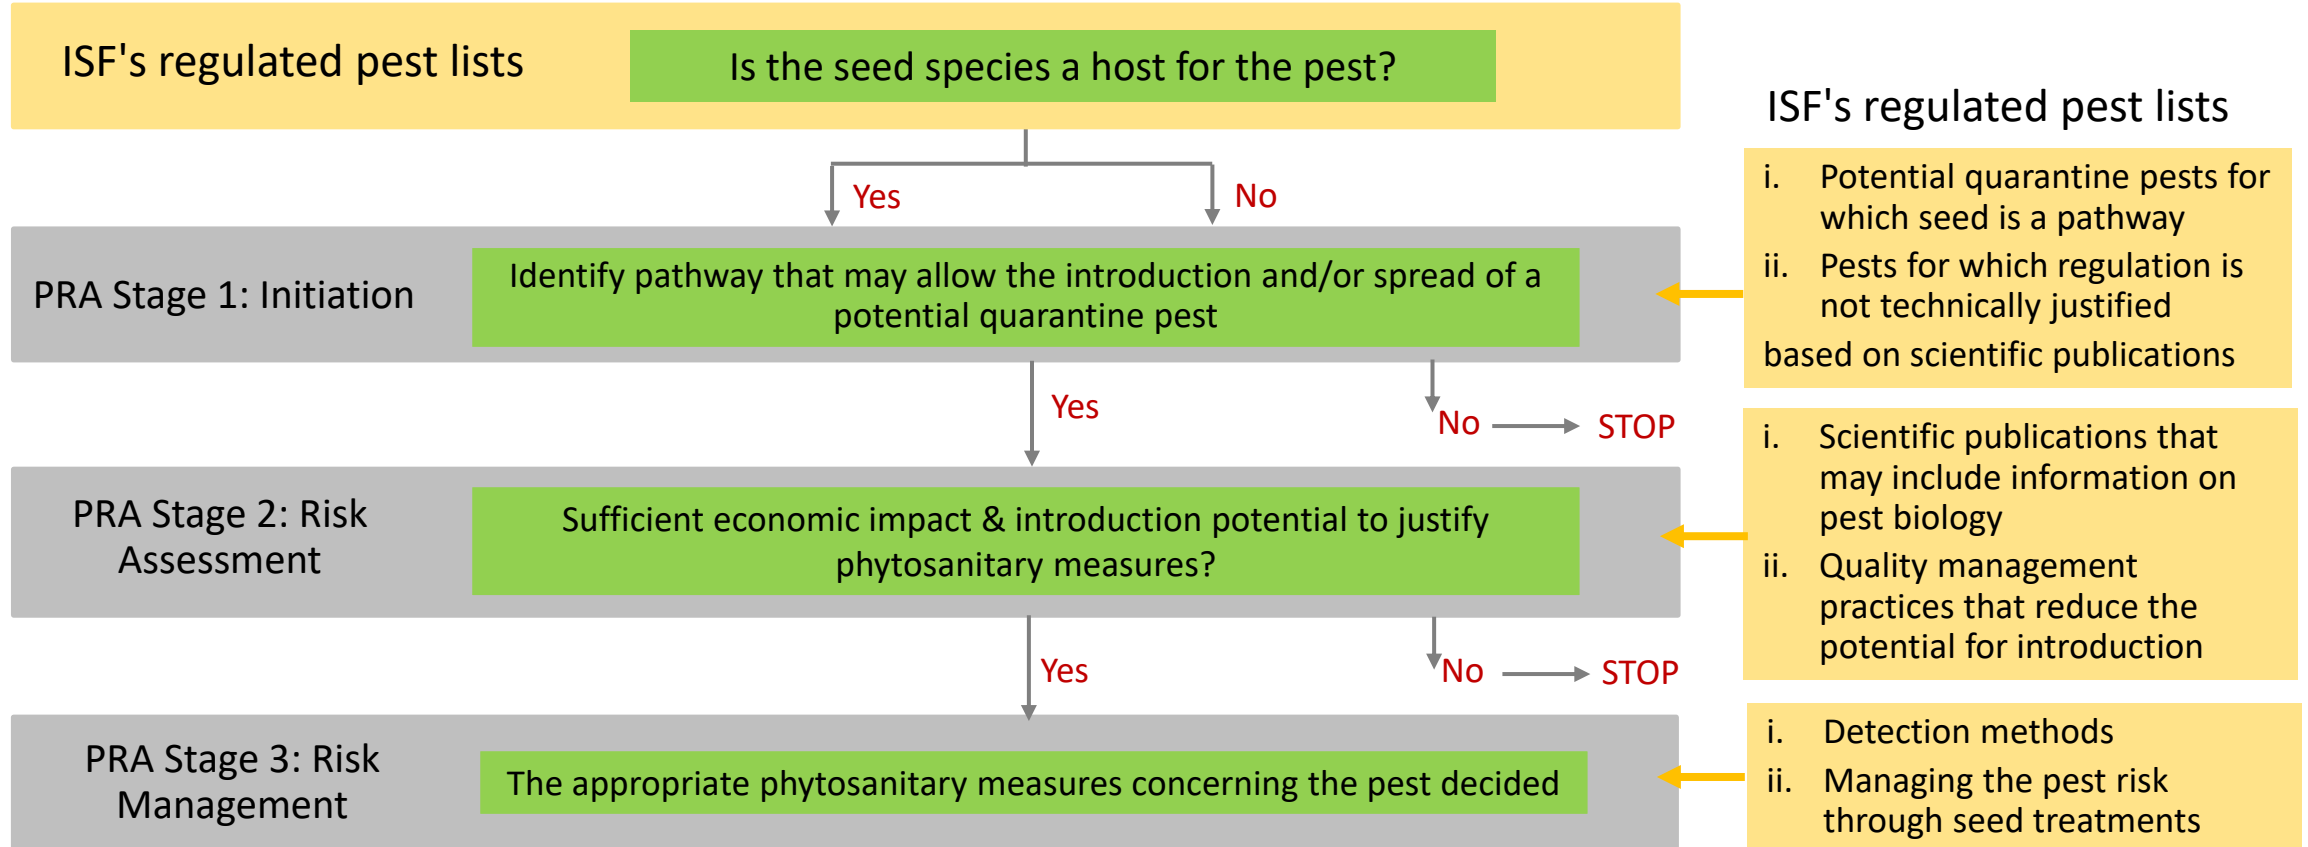 ISF's regulated pest lists
Is the seed species a host for the pest?
Yes
No
PRA Stage 1: Initiation
Identify pathway that may allow the introduction and/or spread of a
potential quarantine pest
Yes
No
STOP
PRA Stage 2: Risk
Assessment
Sufficient economic impact & introduction potential to justify
phytosanitary measures?
Yes
No
STOP
PRA Stage 3: Risk
Management
The appropriate phytosanitary measures concerning the pest decided
ISF's regulated pest lists
i. Potential quarantine pests for
which seed is a pathway
ii. Pests for which regulation is
not technically justified
based on scientific publications
i. Scientific publications that
may include information on
pest biology
ii. Quality management
practices that reduce the
potential for introduction
i. Detection methods
ii. Managing the pest risk
through seed treatments